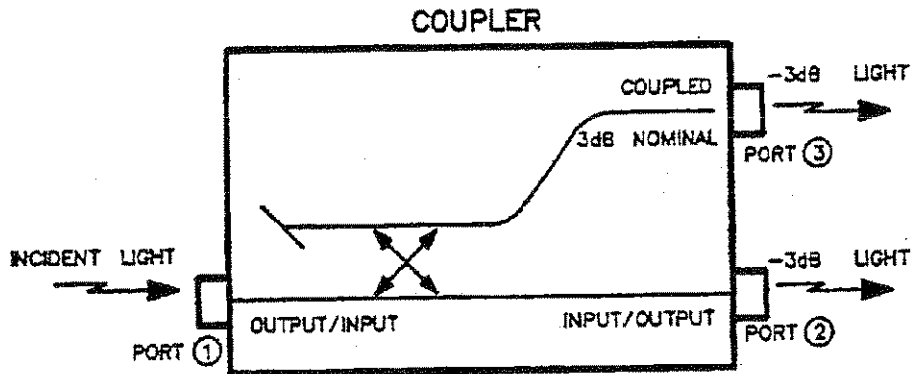 COUPLER
-3dB LIGHT
COUPLED
3dB NOMINAL
PORT ③
INCIDENT LIGHT
-3dB LIGHT
OUTPUT/INPUT
INPUT/OUTPUT
PORT ①
PORT ②